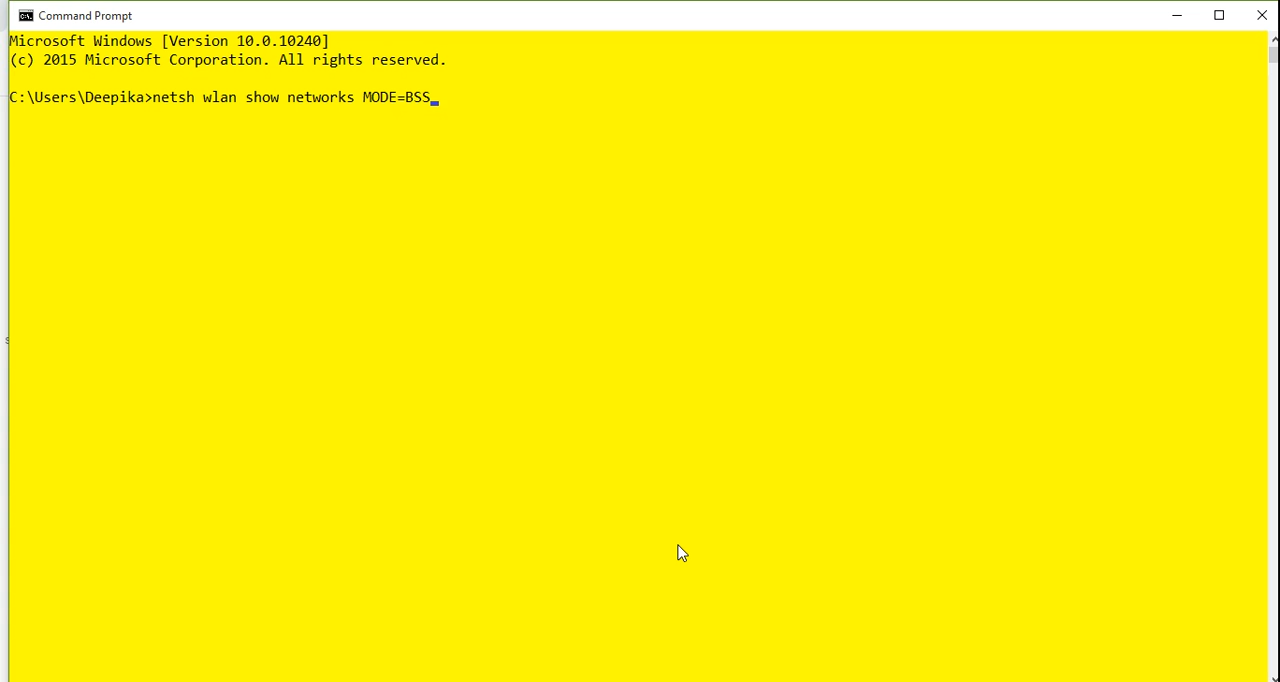 Command Prompt
Microsoft Windows [Version 10.0.10240]
(c) 2015 Microsoft Corporation. All rights reserved.
C:\Users\Deepika>netsh wlan show networks MODE=BSS